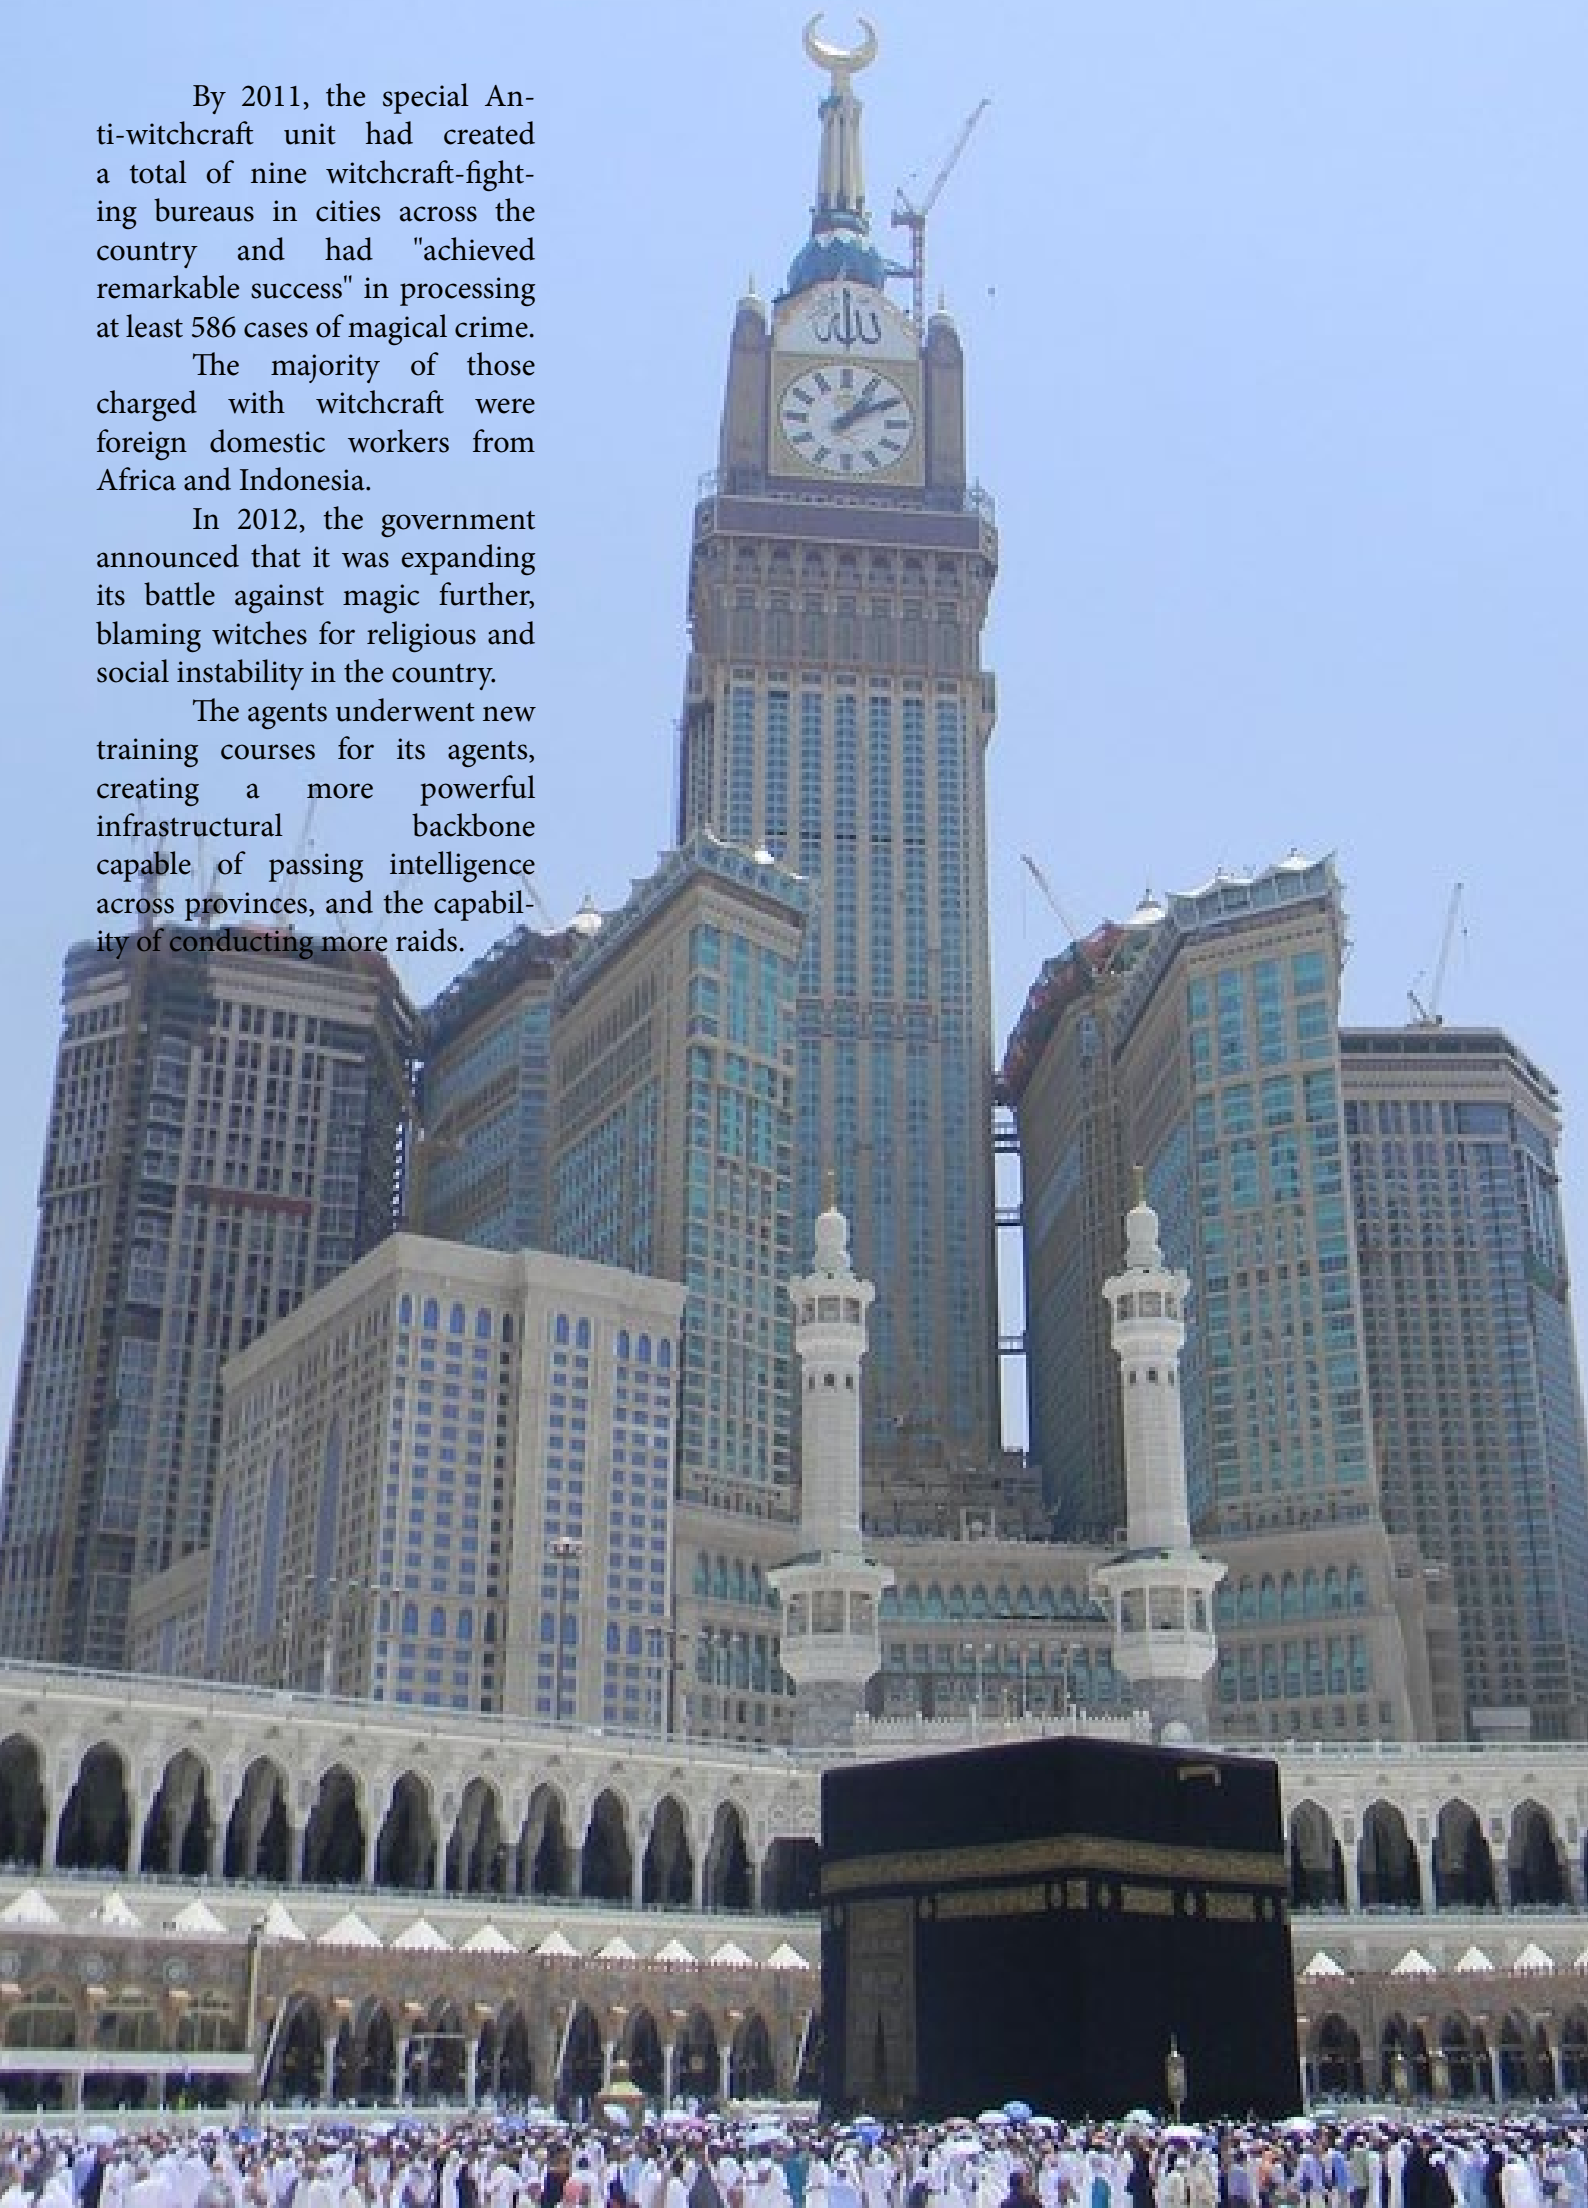 الله
By 2011, the special An-
ti-witchcraft unit had created
a total of nine witchcraft-fight-
ing bureaus in cities across the
country and had "achieved
remarkable success" in processing
at least 586 cases of magical crime.
The majority of those
charged with witchcraft were
foreign domestic workers from
Africa and Indonesia.
In 2012, the government
announced that it was expanding
its battle against magic further,
blaming witches for religious and
social instability in the country.
The agents underwent new
training courses for its agents,
creating a more powerful
infrastructural backbone
capable of passing intelligence
across provinces, and the capabil-
ity of conducting more raids.